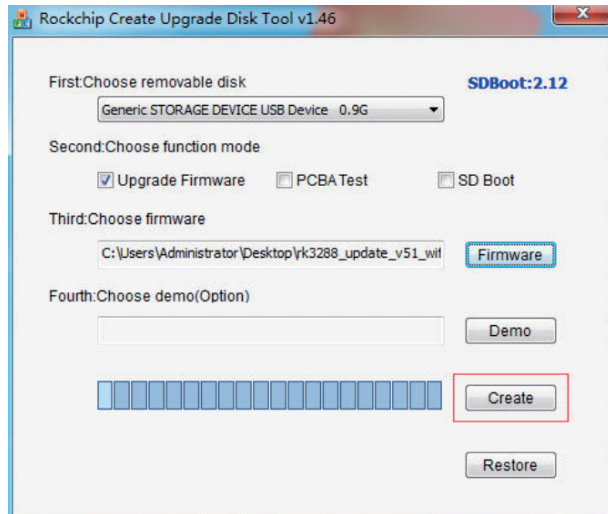 Rockchip Create Upgrade Disk Tool v1.46
x
First:Choose removable disk
SDBoot:2.12
Generic STORAGE DEVICE USB Device 0.9G
Second:Choose function mode
Upgrade Firmware PCBATest SD Boot
Third:Choose firmware
C:\Users\Administrator\Desktop\rk3288_update_v51_wif
Firmware
Fourth:Choose demo(Option)
Demo
Create
Restore